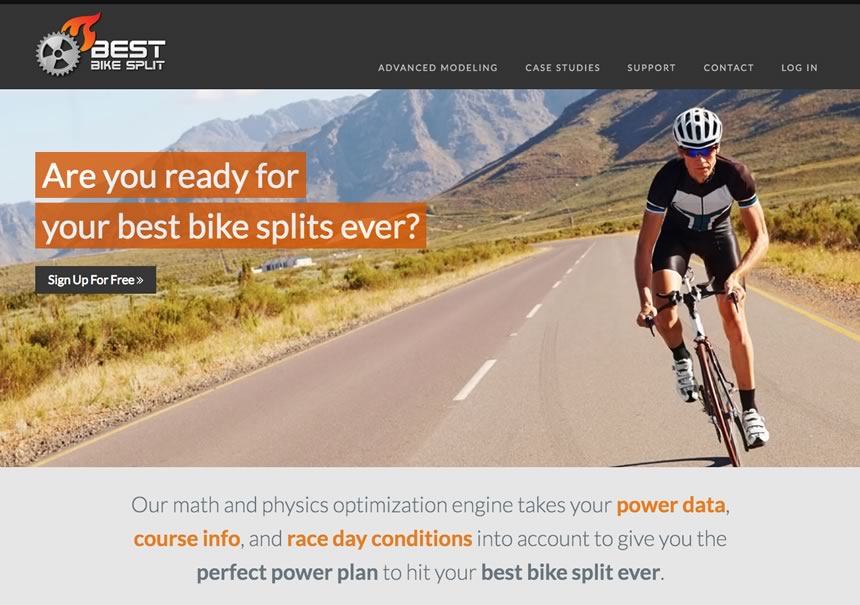 BEST
BIKE SPLIT
ADVANCED MODELING CASE STUDIES SUPPORT CONTACT LOG IN
Are you ready for
your best bike splits ever?
Sign Up For Free »
Our math and physics optimization engine takes your power data,
course info, and race day conditions into account to give you the
perfect power plan to hit your best bike split ever.